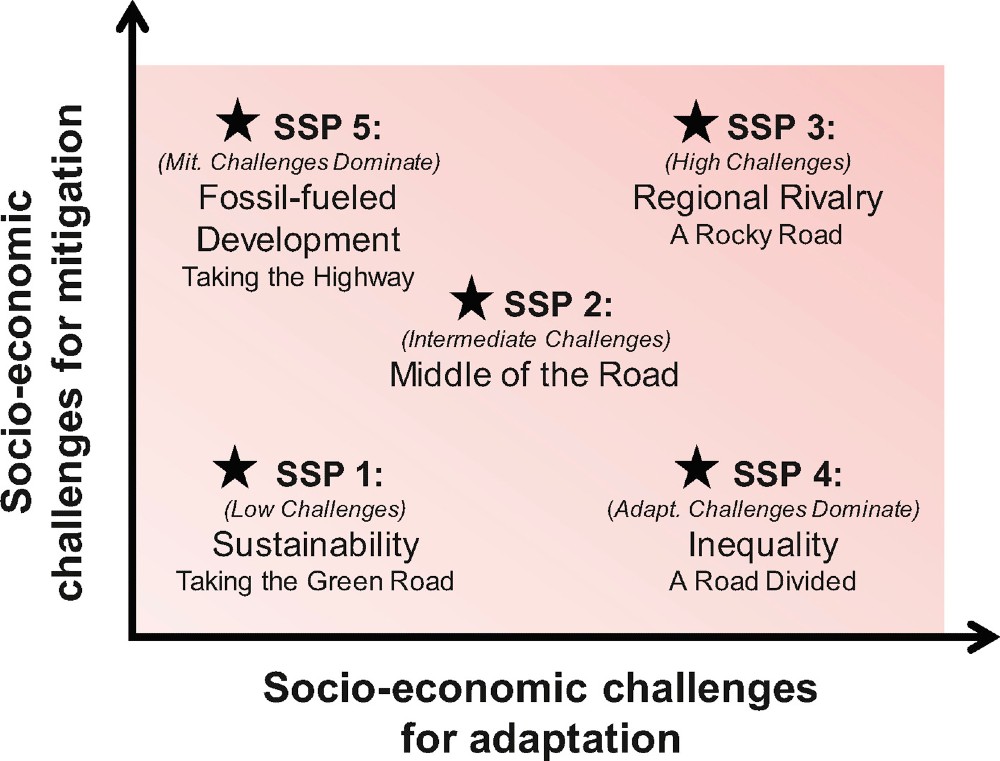 Socio-economic
challenges for mitigation
SSP 5:
(Mit. Challenges Dominate)
Fossil-fueled
Development
Taking the Highway
SSP 3:
(High Challenges)
Regional Rivalry
A Rocky Road
SSP 2:
(Intermediate Challenges)
Middle of the Road
SSP 1:
(Low Challenges)
Sustainability
Taking the Green Road
SSP 4:
(Adapt. Challenges Dominate)
Inequality
A Road Divided
Socio-economic challenges
for adaptation